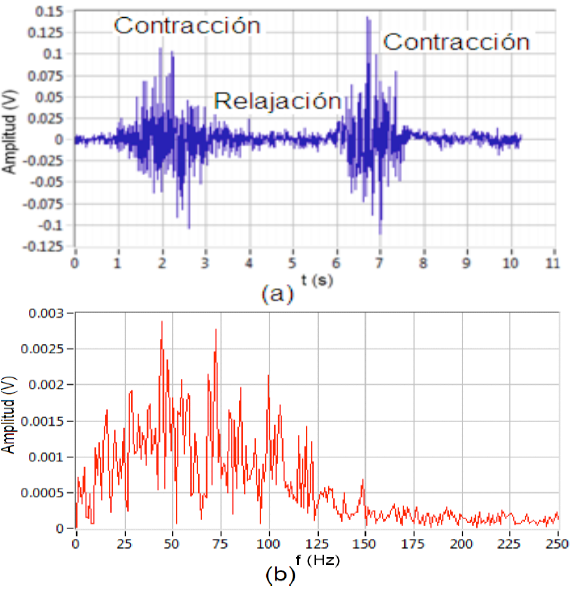 0.15
Contracción
0.125
0.1
Contracción
0.075
0.05
Relajación
0.025
0
-0.025
-0.05
-0.075
-0.1
-0.125
Amplitud (V)
0 1 2 3 4 5 6 7 8 9 10 11
t (s)
(a)
0.003
0.0025
0.002
0.0015
0.001
0.0005
0
Amplitud (V)
0 25 50 75 100 125 150 175 200 225 250
f (Hz)
(b)